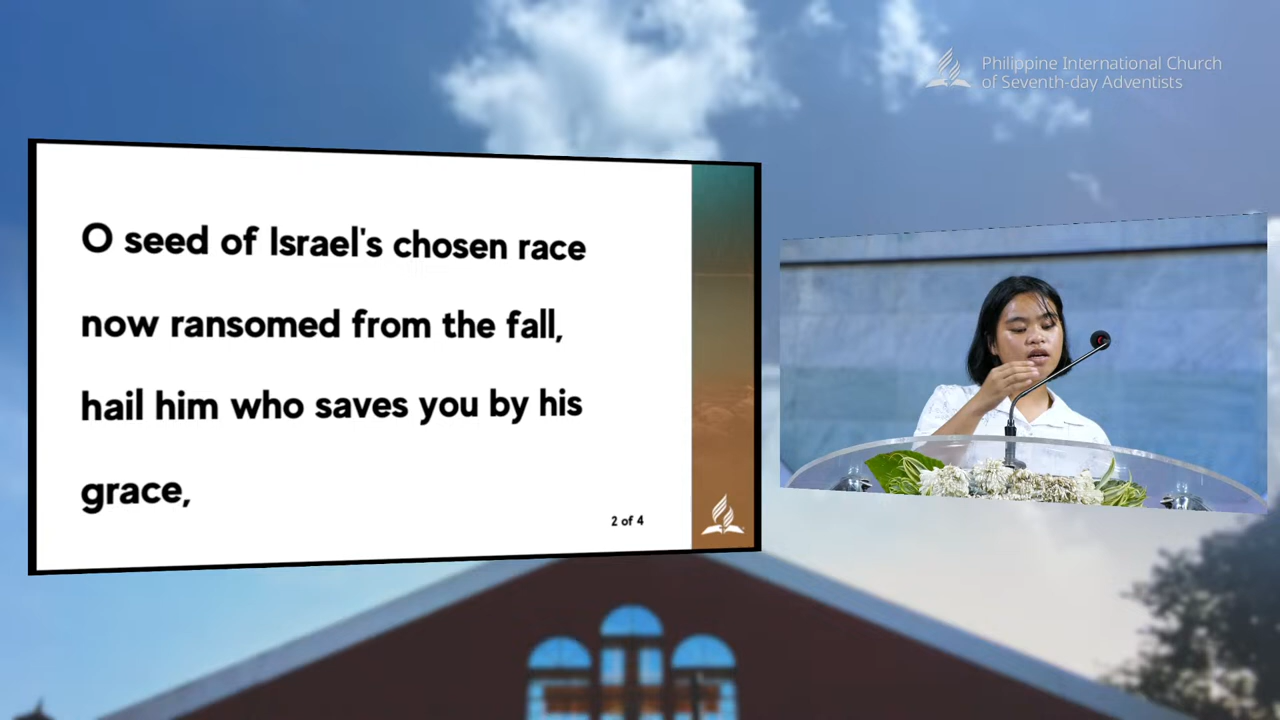 Philippine International Church
of Seventh-day Adventists
O seed of Israel's chosen race
now ransomed from the fall,
hail him who saves you by his
grace,
2 of 4